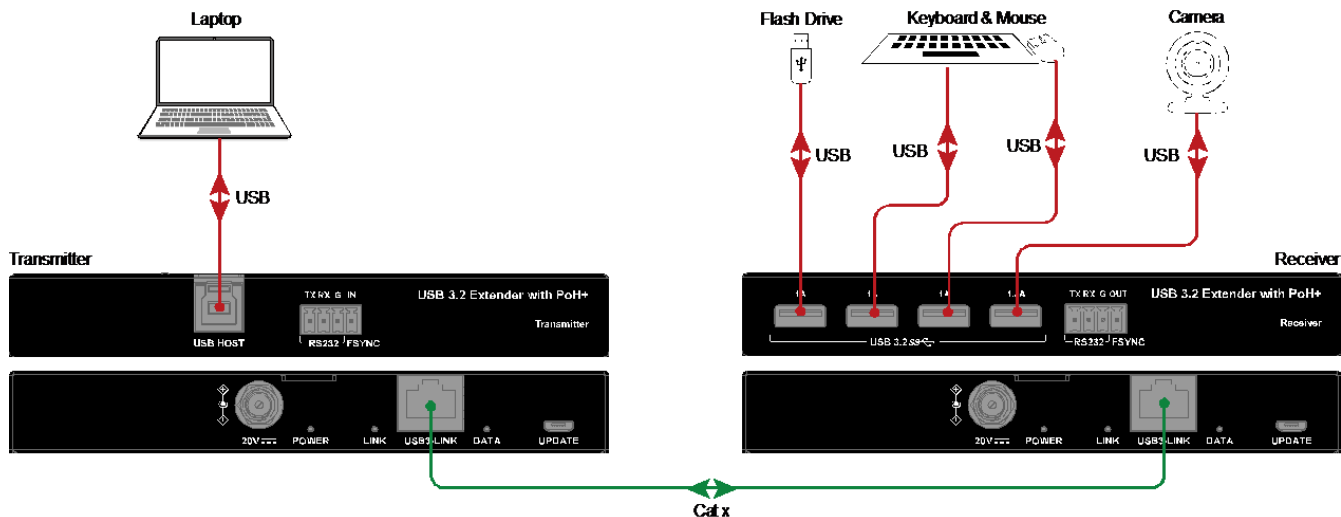 Laptop
Flash Drive
Keyboard & Mouse
Camera
USB
USB
USB
USB
USB
Transmitter
Receiver
TX RX G IN
USB 3.2 Extender with PoH+
Transmitter
USB HOST
RS232
FSYNC
TX RX G OUT
USB 3.2 Extender with PoH+
Receiver
USB 3.2
RS232
FSYNC
20V
POWER
LINK
USB3-LINK
DATA
UPDATE
20V
POWER
LINK
USB3-LINK
DATA
UPDATE
Cat x